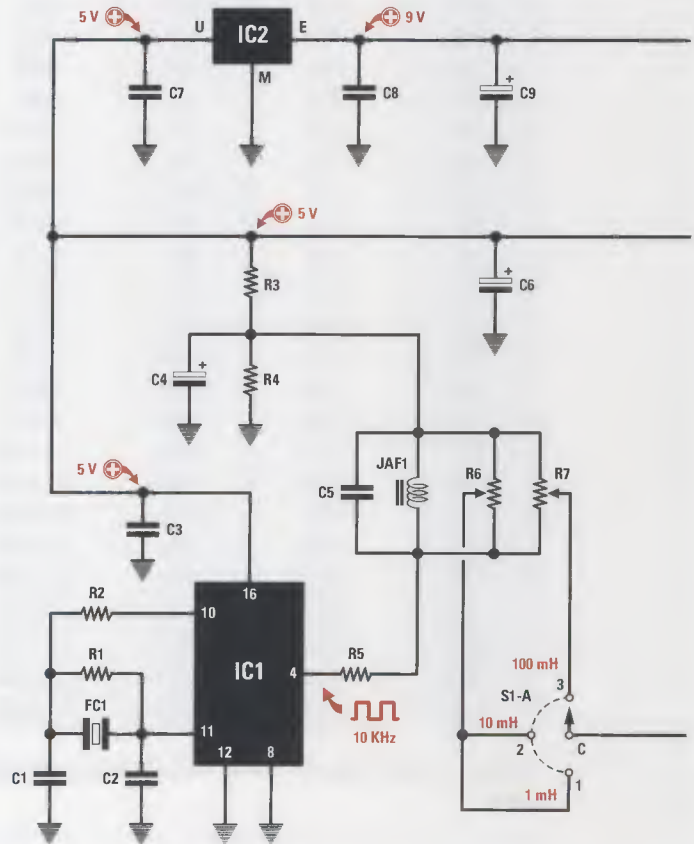 5 V
U
IC2
E
9 V
M
C7
C8
C9
+
5 V
R3
C6
+
C4
+
R4
5 V
C3
C5
JAF1
R6
R7
16
R2
10
R1
IC1
4
R5
FC1
11
10 KHz
C1
C2
12
8
100 mH
S1-A
3
10 mH
2
C
1 mH
1